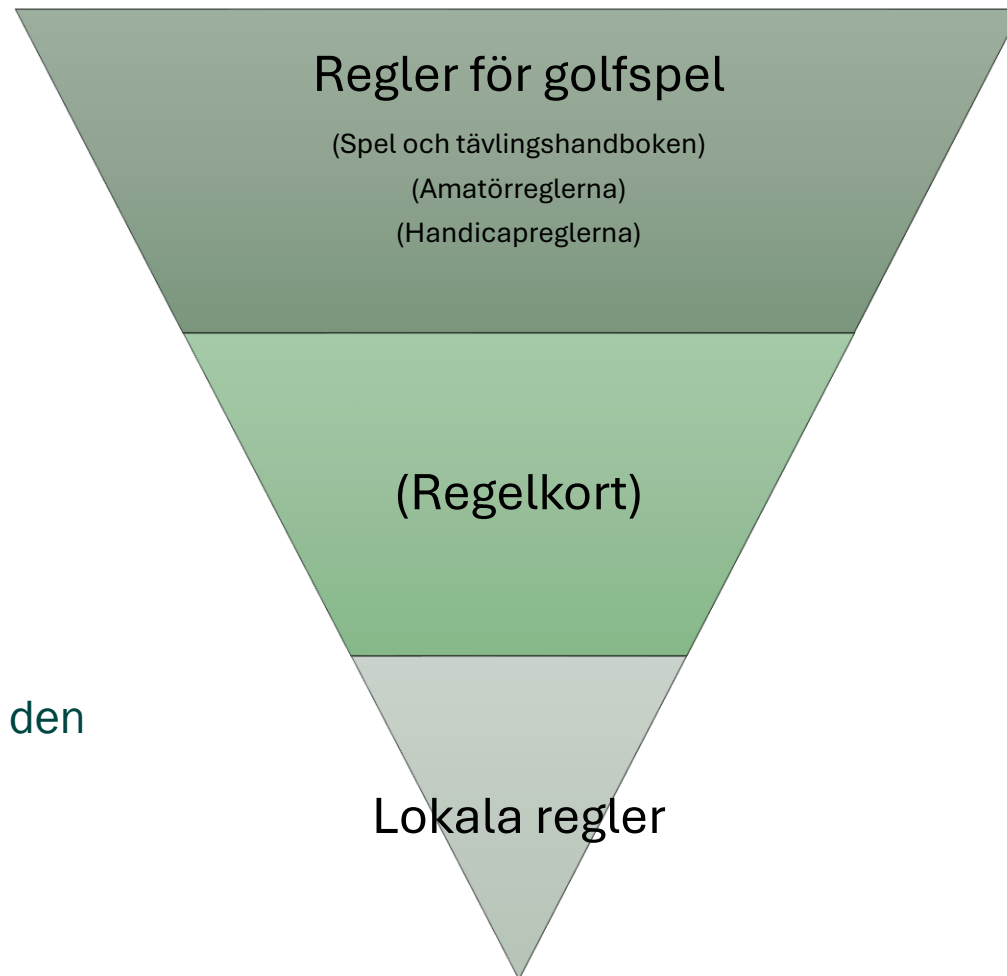 Regler för golfspel
(Spel och tävlingshandboken)
(Amatörreglerna)
(Handicapreglerna)
(Regelkort)
den
Lokala regler